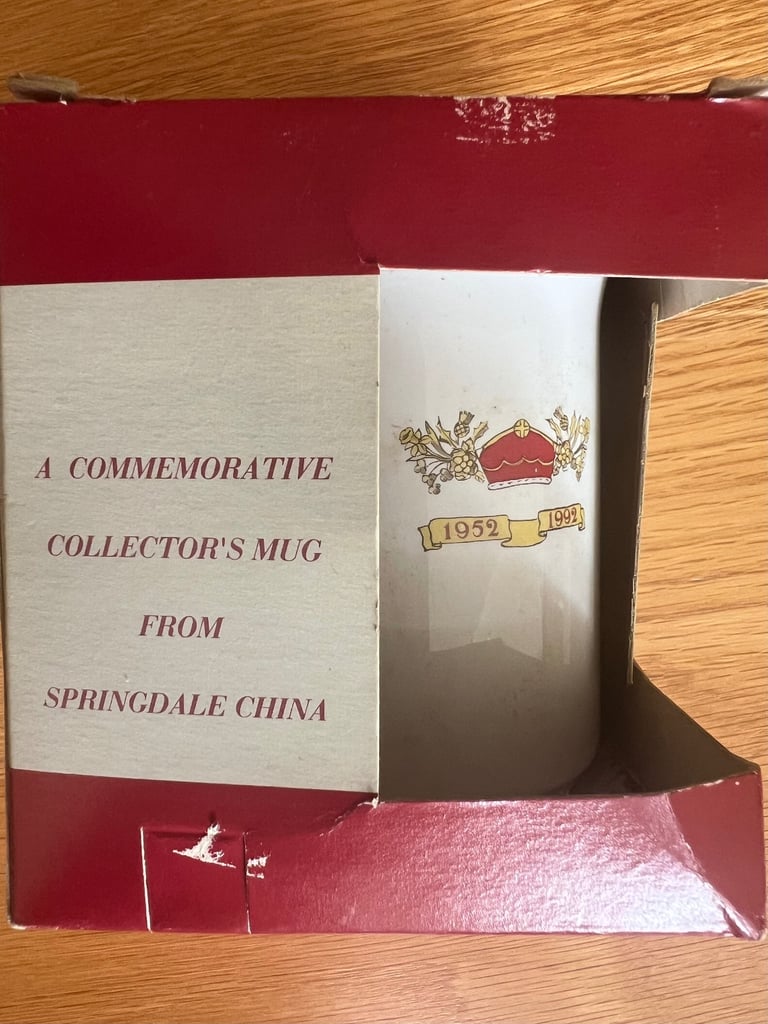 A COMMEMORATIVE
COLLECTOR'S MUG
FROM
SPRINGDALE CHINA
1952 1992